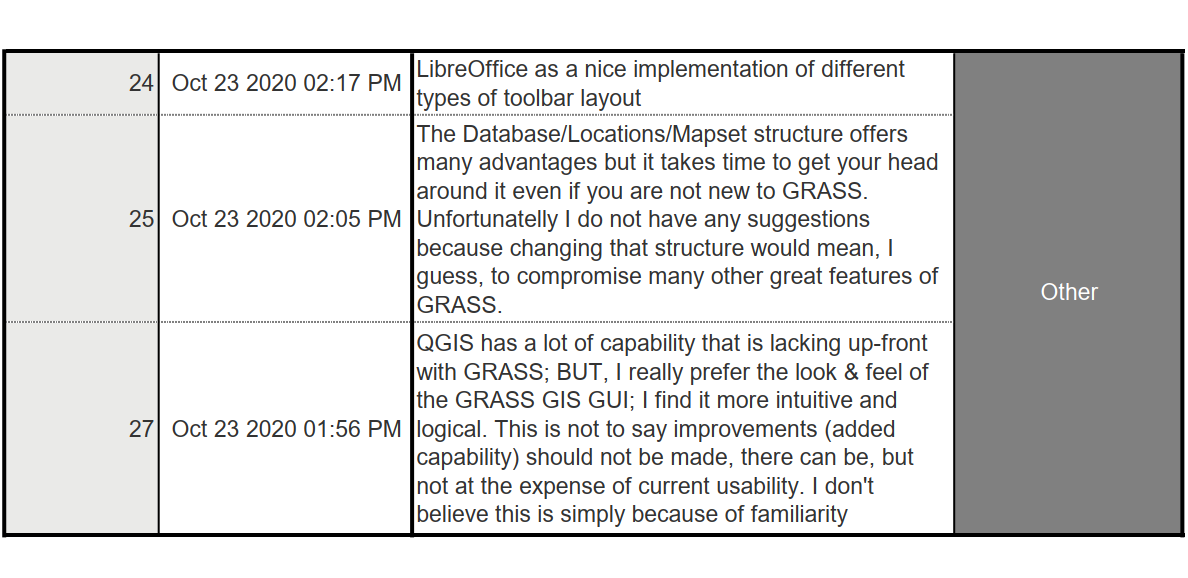 24 Oct 23 2020 02:17 PM LibreOffice as a nice implementation of different
types of toolbar layout
The Database/Locations/Mapset structure offers
many advantages but it takes time to get your head
around it even if you are not new to GRASS.
25 Oct 23 2020 02:05 PM Unfortunatelly I do not have any suggestions
because changing that structure would mean, I
guess, to compromise many other great features of
GRASS.
Other
QGIS has a lot of capability that is lacking up-front
with GRASS; BUT, I really prefer the look & feel of
the GRASS GIS GUI; I find it more intuitive and
27 Oct 23 2020 01:56 PM logical. This is not to say improvements (added
capability) should not be made, there can be, but
not at the expense of current usability. I don't
believe this is simply because of familiarity